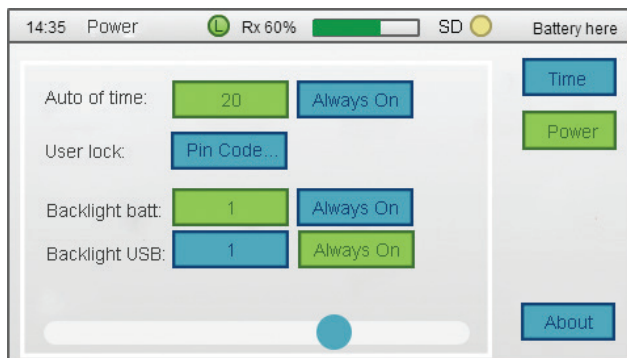 14:35 Power L Rx 60% SD Battery here
Auto of time: 20 Always On Time
Power
User lock: Pin Code...
Backlight batt: 1 Always On
Backlight USB: 1 Always On
About